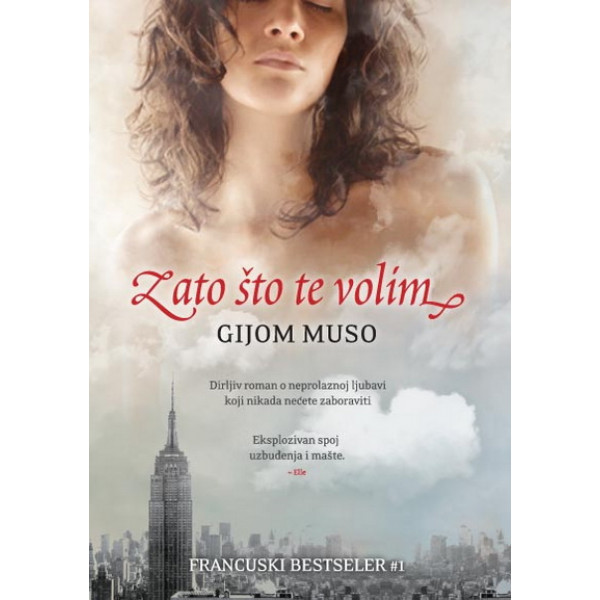 Zato što te volim
GIJOM MUSO
Dirljiv roman o neprolaznoj ljubavi
koji nikada nećete zaboraviti
Eksplozivan spoj
uzbuđenja i mašte.
~ Elle
FRANCUSKI BESTSELER #1